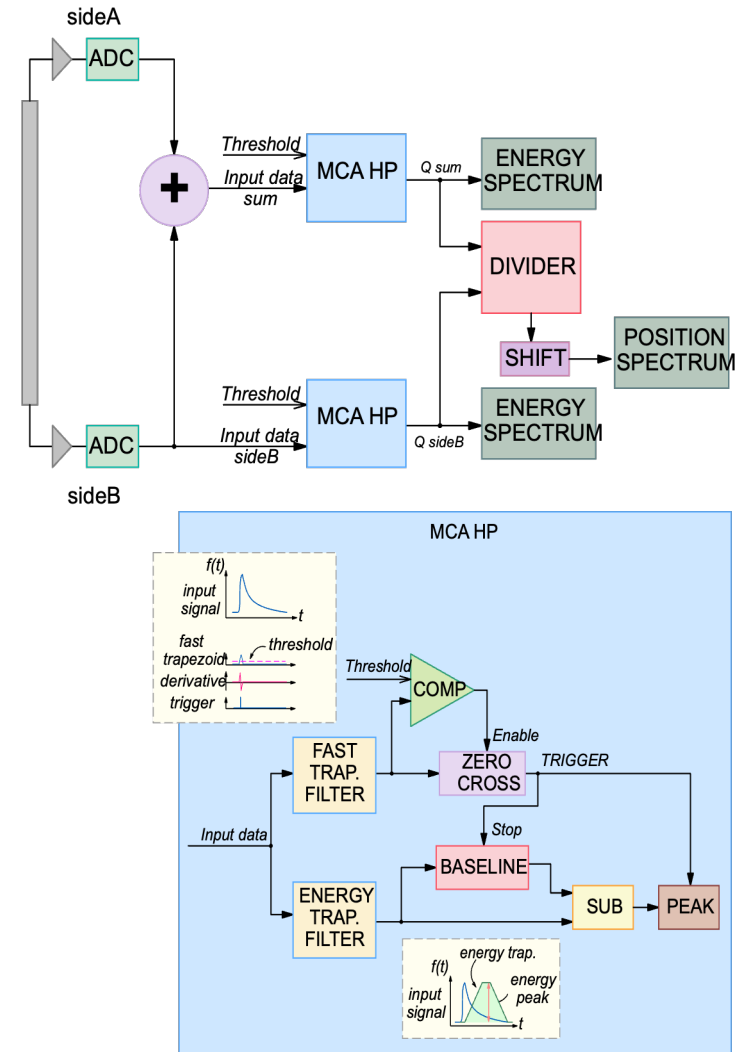 sideA
ADC
Threshold
Input data
sum
MCA HP
Q sum
ENERGY
SPECTRUM
+
DIVIDER
SHIFT
POSITION
SPECTRUM
Threshold
Input data
sideB
MCA HP
Q sideB
ENERGY
SPECTRUM
ADC
sideB
MCA HP
f(t)
input
signal
t
fast
trapezoid
threshold
derivative
trigger
Threshold
COMP
Enable
FAST
TRAP.
FILTER
ZERO
CROSS
TRIGGER
Input data
Stop
BASELINE
ENERGY
TRAP.
FILTER
SUB
PEAK
energy trap.
f(t)
energy
peak
input
signal
t